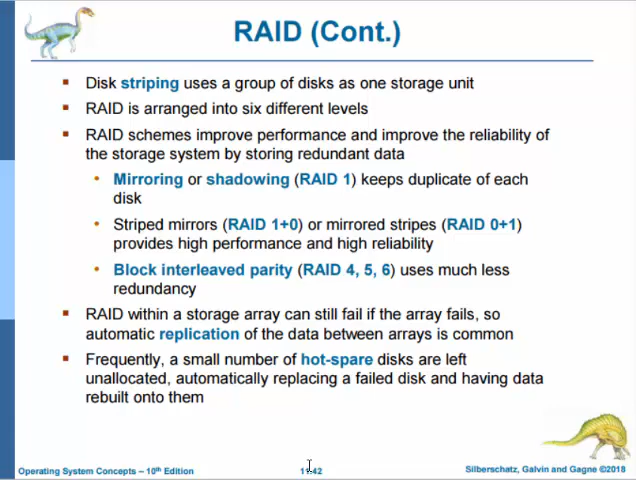 RAID (Cont.)
Disk striping uses a group of disks as one storage unit
RAID is arranged into six different levels
RAID schemes improve performance and improve the reliability of
the storage system by storing redundant data
Mirroring or shadowing (RAID 1) keeps duplicate of each
disk
Striped mirrors (RAID 1+0) or mirrored stripes (RAID 0+1)
provides high performance and high reliability
Block interleaved parity (RAID 4, 5, 6) uses much less
redundancy
RAID within a storage array can still fail if the array fails, so
automatic replication of the data between arrays is common
Frequently, a small number of hot-spare disks are left
unallocated, automatically replacing a failed disk and having data
rebuilt onto them
Operating System Concepts – 10th Edition
11.42
Silberschatz, Galvin and Gagne ©2018